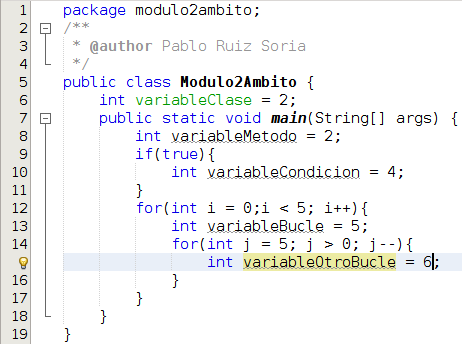 1 package modulo2ambito;
2 /**
3 * @author Pablo Ruiz Soria
4 */
5 public class Modulo2Ambito {
6 int variableClase = 2;
7 public static void main(String[] args) {
8 int variableMetodo = 2;
9 if(true){
10 int variableCondicion = 4;
11 }
12 for(int i = 0;i < 5; i++){
13 int variableBucle = 5;
14 for(int j = 5; j > 0; j--){
int variableOtroBucle = 6;
16 }
17 }
18 }
19 }